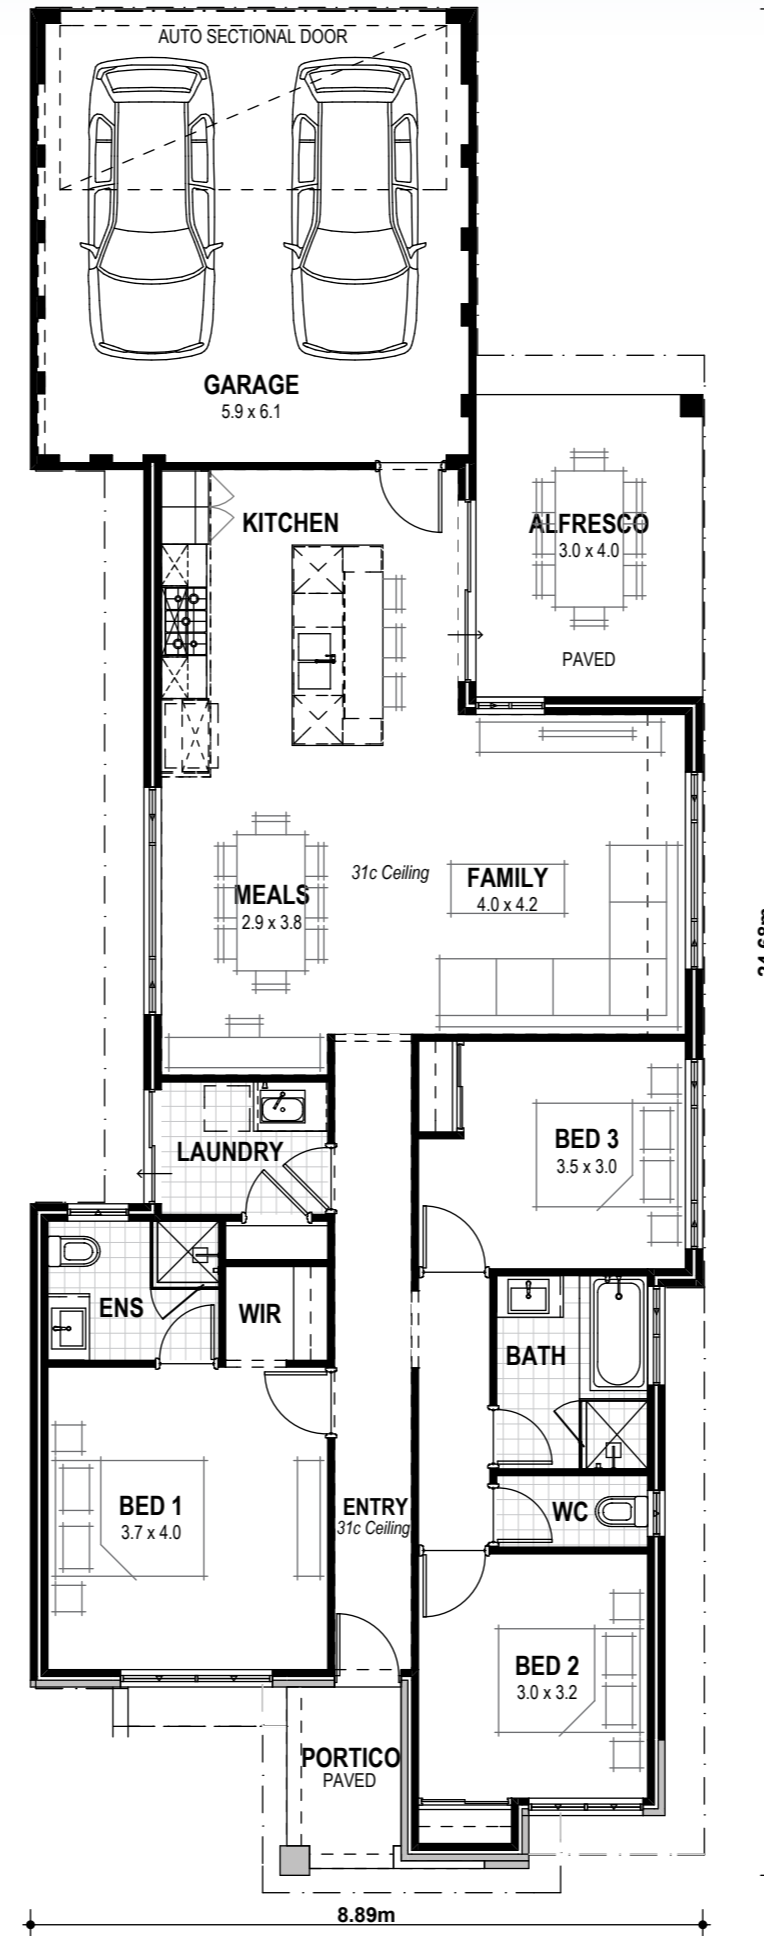 AUTO SECTIONAL DOOR
GARAGE
5.9 x 6.1
KITCHEN
ALFRESCO
3.0 x 4.0
PAVED
31c Ceiling
MEALS
2.9 x 3.8
FAMILY
4.0 x 4.2
LAUNDRY
BED 3
3.5 x 3.0
ENS
WIR
BATH
BED 1
3.7 x 4.0
ENTRY
31c Ceiling
WC
BED 2
3.0 x 3.2
PORTICO
PAVED
8.89m